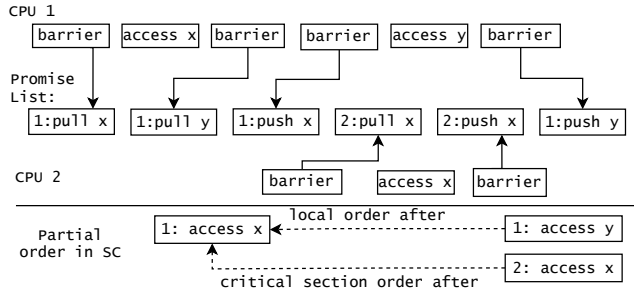 CPU 1
barrier access x barrier barrier access y barrier
Promise
List:
1:pull x 1:pull y 1:push x 2:pull x 2:push x 1:push y
CPU 2
barrier access x barrier
Partial
order in SC
1: access x local order after 1: access y
2: access x
critical section order after